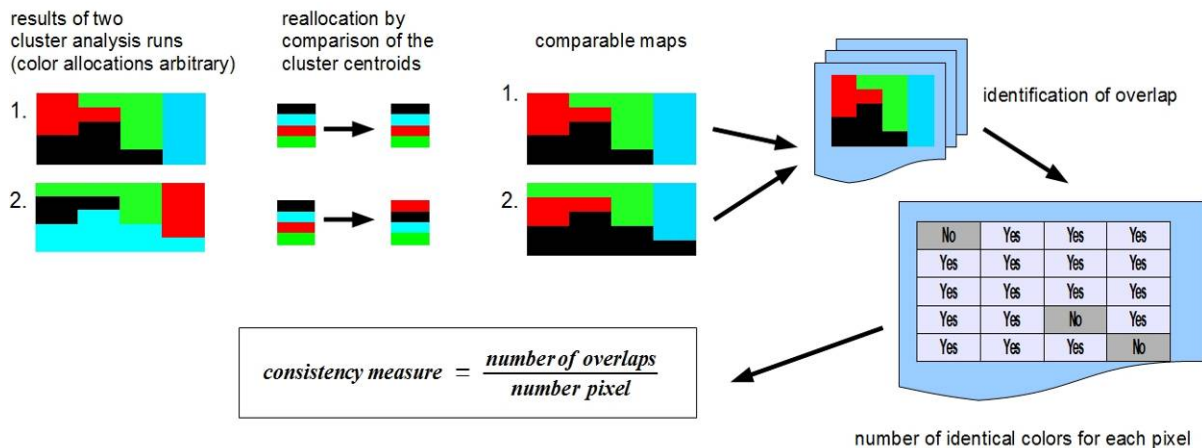 results of two
cluster analysis runs
(color allocations arbitrary)
reallocation by
comparison of the
cluster centroids
comparable maps
1.
2.
1.
2.
identification of overlap
No Yes Yes Yes
Yes Yes Yes Yes
Yes Yes Yes Yes
Yes Yes No Yes
Yes Yes Yes No
consistency measure = number of overlaps
number pixel
number of identical colors for each pixel